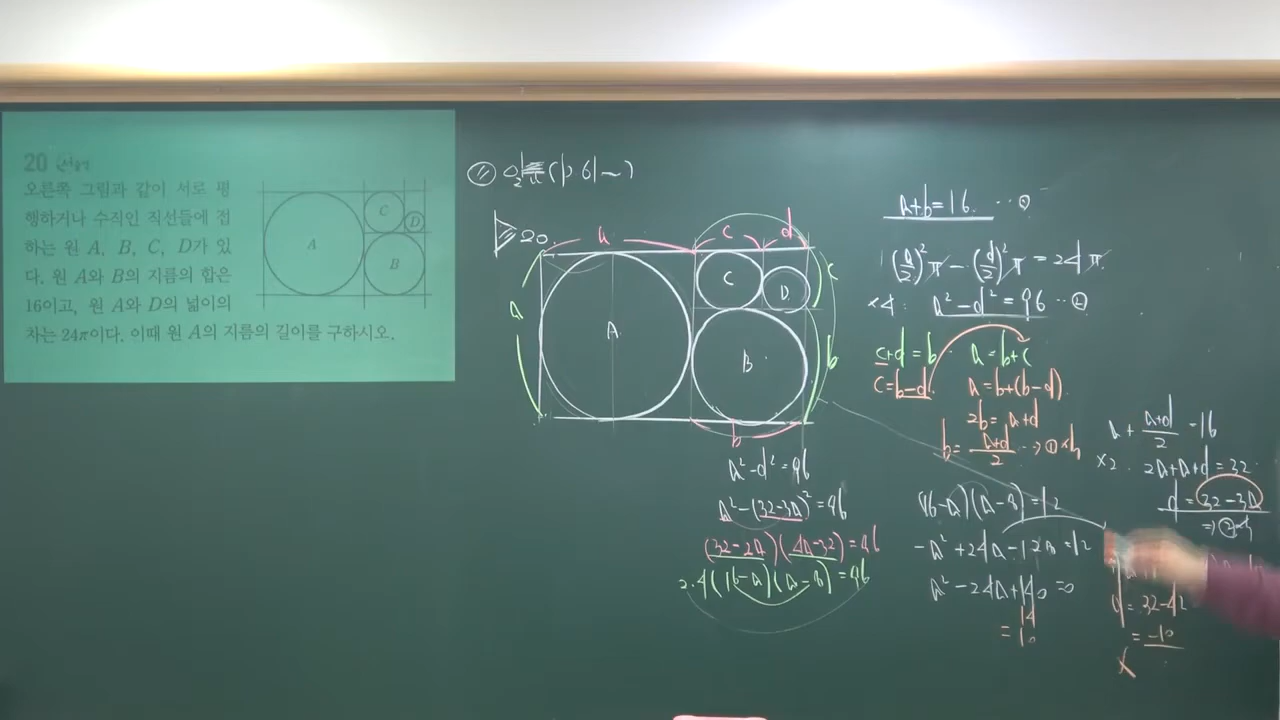 20
오른쪽 그림과 같이 서로 평
행하거나 수직인 직선들에 접
하는 원 A, B, C, D가 있
다. 원 A와 B의 지름의 합은
16이고, 원 A와 D의 넓이의
차는 24π이다. 이때 원 A의 지름의 길이를 구하시오.
A
C
D
B
20.
a
c
d
a
A
C
D
B
c
b
b
a²-d²=96
a²-(32-3a)²=96
(32-2a)(4a-32)=96
2·4(16-a)(a-8)=96
a+b=16 ··· ①
(a/2)²π-(d/2)²π=24π
×4: a²-d²=96 ··· ②
c+d=b
a=b+c
c=b-d
a=b+(b-d)
2b=a+d
b=(a+d)/2 → ①
a+(a+d)/2=16
×2: 2a+a+d=32
d=32-3a
⇒ ②
(16-a)(a-8)=12
a²-24a+140=0
14
= 10
= 32-42
= -10
X